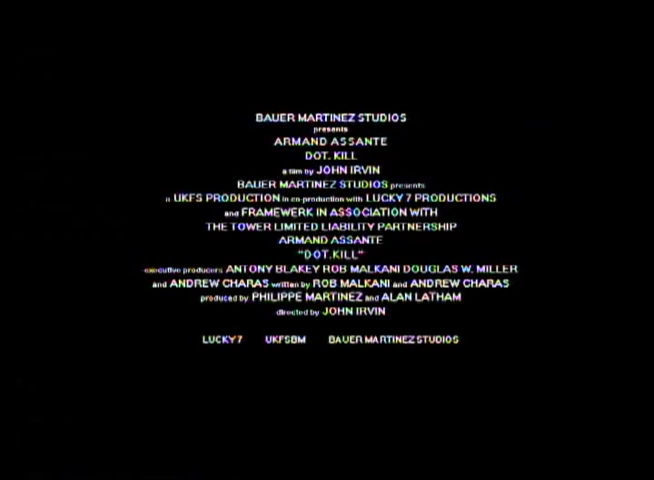 BAUER MARTINEZ STUDIOS
presents
ARMAND ASSANTE
DOT. KILL
a film by JOHN IRVIN
BAUER MARTINEZ STUDIOS presents
a UKFS PRODUCTION in co-production with LUCKY 7 PRODUCTIONS
and FRAMEWERK IN ASSOCIATION WITH
THE TOWER LIMITED LIABILITY PARTNERSHIP
ARMAND ASSANTE
"DOT.KILL"
executive producers ANTONY BLAKEY ROB MALKANI DOUGLAS W. MILLER
and ANDREW CHARAS written by ROB MALKANI and ANDREW CHARAS
produced by PHILIPPE MARTINEZ and ALAN LATHAM
directed by JOHN IRVIN
LUCKY7 UKFSBM BAUER MARTINEZ STUDIOS